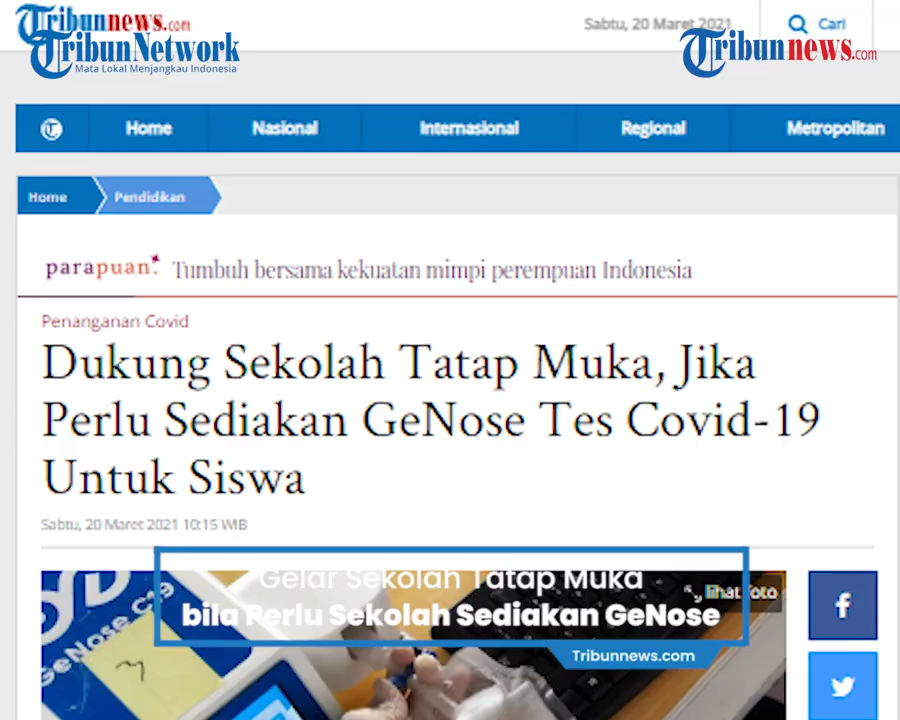 Tribunnews.com
Tribun Network
Mata Lokal Menjangkau Indonesia
Sabtu, 20 Maret 2021
Cari
Tribunnews.com
Home Nasional Internasional Regional Metropolitan
Home Pendidikan
parapuan. Tumbuh bersama kekuatan mimpi perempuan Indonesia
Penanganan Covid
Dukung Sekolah Tatap Muka, Jika
Perlu Sediakan GeNose Tes Covid-19
Untuk Siswa
Sabtu, 20 Maret 2021 10:15 WIB
GeNose C19
Gelar Sekolah Tatap Muka
bila Perlu Sekolah Sediakan GeNose
lihat foto
Tribunnews.com